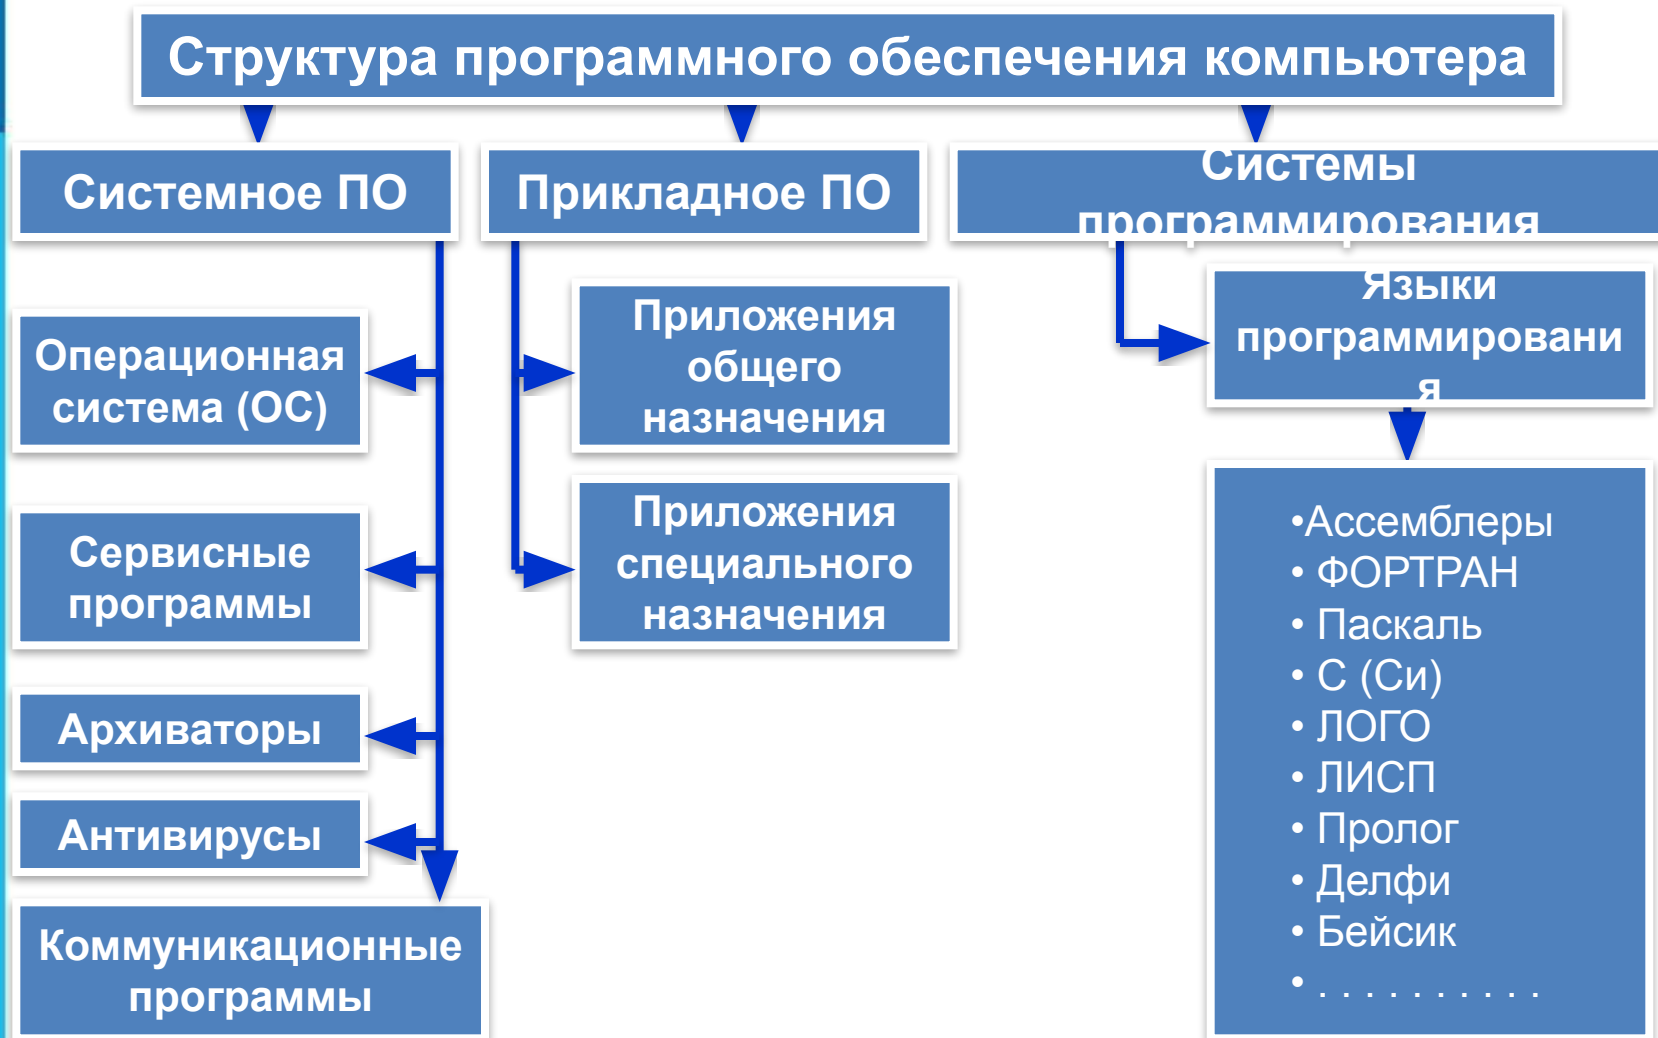 Структура программного обеспечения компьютера
Системное ПО
Прикладное ПО
Системы
программирования
Операционная
система (ОС)
Сервисные
программы
Архиваторы
Антивирусы
Коммуникационные
программы
Приложения
общего
назначения
Приложения
специального
назначения
Языки
программировани
я
•Ассемблеры
• ФОРТРАН
• Паскаль
• С (Си)
• ЛОГО
• ЛИСП
• Пролог
• Делфи
• Бейсик
• . . . . . . . . . .